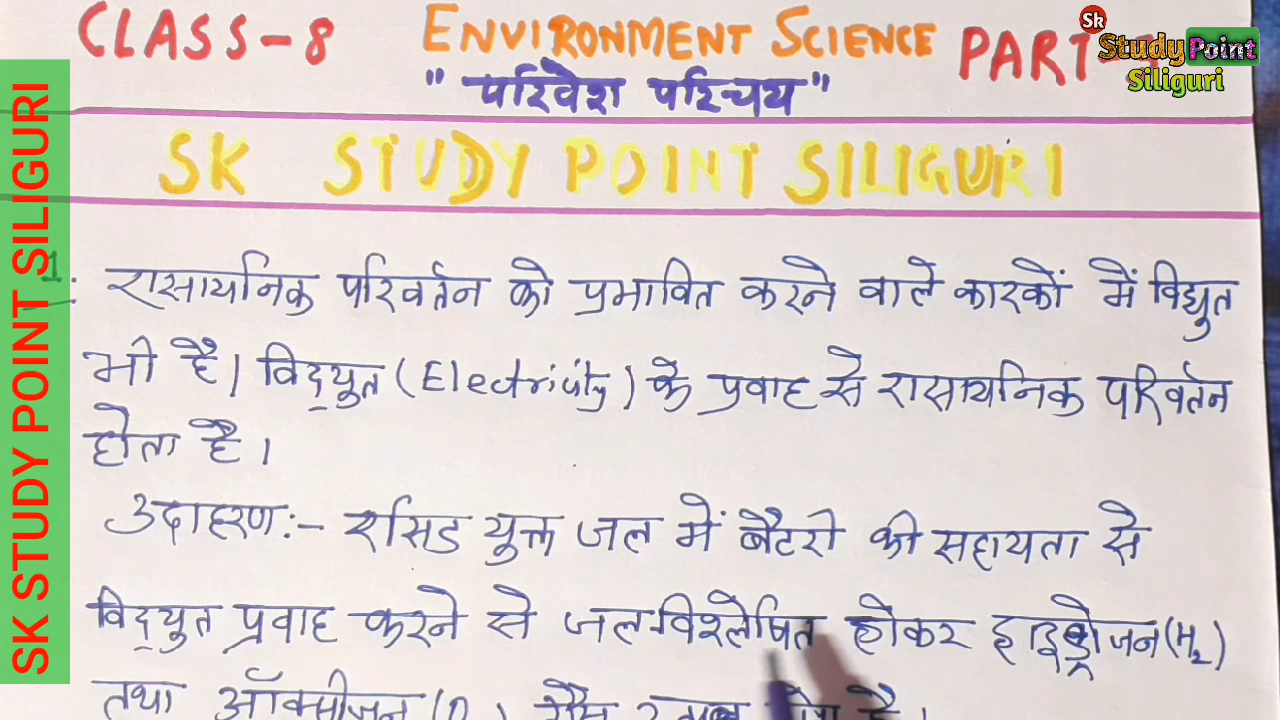 CLASS-8 ENVIRONMENT SCIENCE PART
Sk
Study Point
Siliguri
"परिवेश परिचय"
SK STUDY POINT SILIGURI
SK STUDY POINT SILIGURI
1. रासायनिक परिवर्तन को प्रभावित करने वाले कारकों में विद्युत
भी है। विद्युत (Electricity) के प्रवाह से रासायनिक परिवर्तन
होता है।
उदाहरण:- एसिड युक्त जल में बैटरी की सहायता से
विद्युत प्रवाह करने से जल विश्लेषित होकर हाइड्रोजन (H₂)
तथा ऑक्सीजन गैस